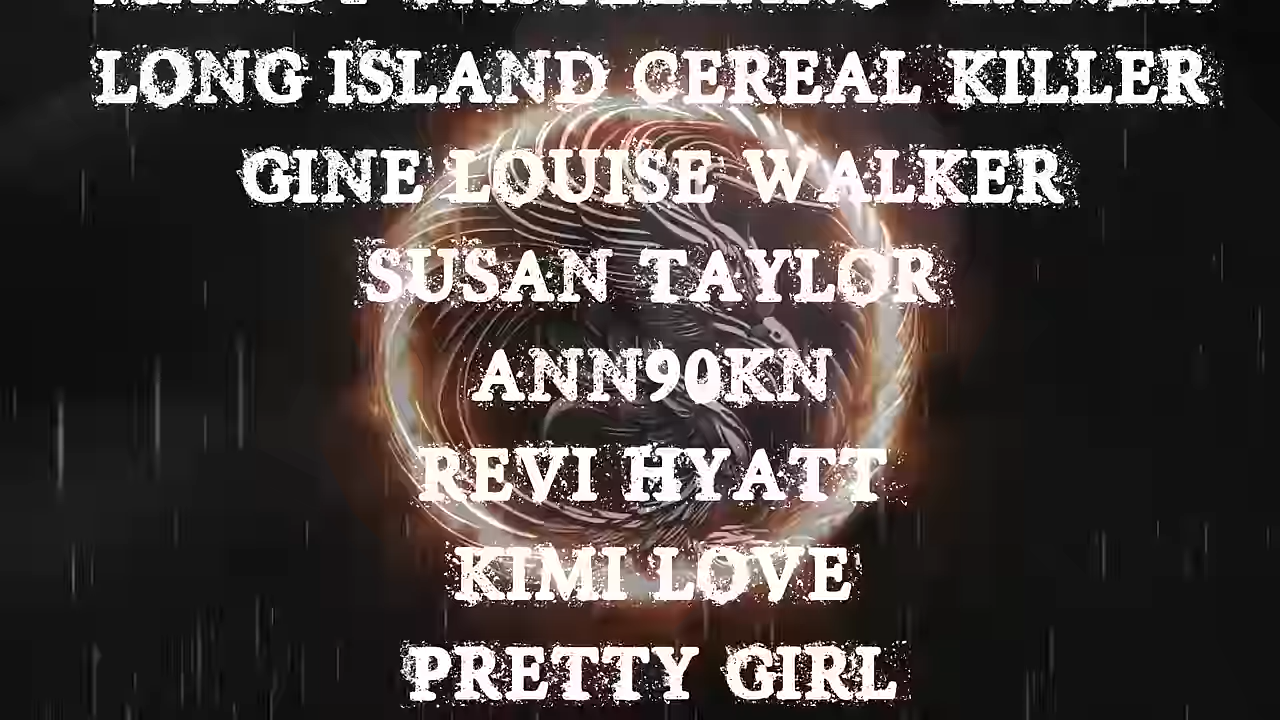 LONG ISLAND CEREAL KILLER
GINE LOUISE WALKER
SUSAN TAYLOR
ANN90KN
REVI HYATT
KIMI LOVE
PRETTY GIRL